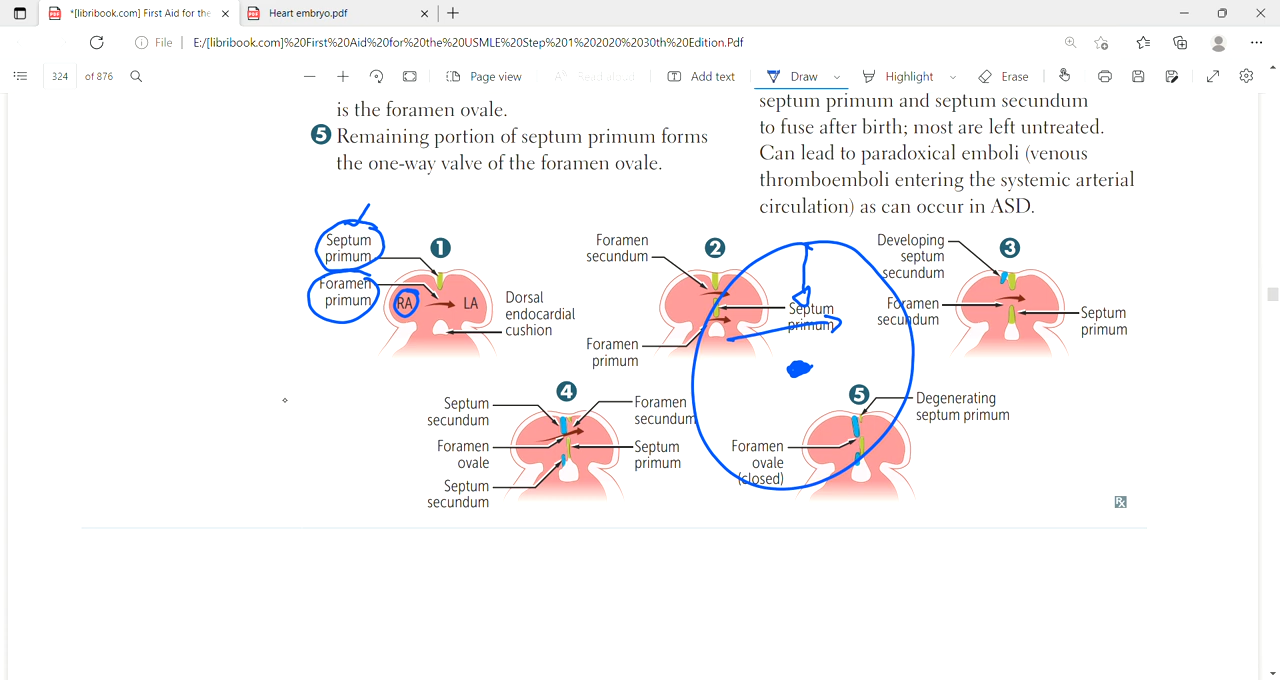 *[libribook.com] First Aid for the
Heart embryo.pdf
File
E:/[libribook.com]%20First%20Aid%20for%20the%20USMLE%20Step%201%202020%2030th%20Edition.Pdf
324 of 876
Page view
Read aloud
Add text
Draw
Highlight
Erase
is the foramen ovale.
5 Remaining portion of septum primum forms
the one-way valve of the foramen ovale.
septum primum and septum secundum
to fuse after birth; most are left untreated.
Can lead to paradoxical emboli (venous
thromboemboli entering the systemic arterial
circulation) as can occur in ASD.
1
Septum
primum
Foramen
primum
RA
LA
Dorsal
endocardial
cushion
2
Foramen
secundum
Septum
primum
Foramen
primum
3
Developing
septum
secundum
Foramen
secundum
Septum
primum
4
Septum
secundum
Foramen
ovale
Septum
secundum
Foramen
secundum
Septum
primum
5
Degenerating
septum primum
Foramen
ovale
(closed)
Rx